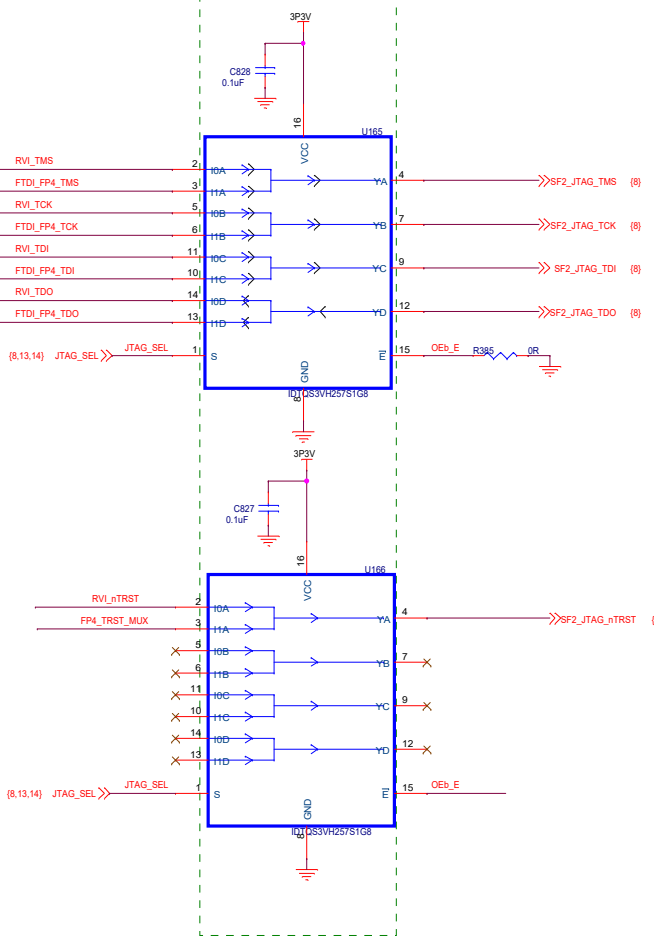 3P3V
C828
0.1uF
16
VCC
U165
RVI_TMS 2 I0A YA 4 SF2_JTAG_TMS {8}
FTDI_FP4_TMS 3 I1A
RVI_TCK 5 I0B YB 7 SF2_JTAG_TCK {8}
FTDI_FP4_TCK 6 I1B
RVI_TDI 11 I0C YC 9 SF2_JTAG_TDI {8}
FTDI_FP4_TDI 10 I1C
RVI_TDO 14 I0D YD 12 SF2_JTAG_TDO {8}
FTDI_FP4_TDO 13 I1D
{8,13,14} JTAG_SEL JTAG_SEL 1 S E 15 OEb_E R385 0R
GND
8
IDTQS3VH257S1G8
3P3V
C827
0.1uF
16
VCC
U166
RVI_nTRST 2 I0A YA 4 SF2_JTAG_nTRST {
FP4_TRST_MUX 3 I1A
5 I0B YB 7
6 I1B
11 I0C YC 9
10 I1C
14 I0D YD 12
13 I1D
{8,13,14} JTAG_SEL JTAG_SEL 1 S E 15 OEb_E
GND
8
IDTQS3VH257S1G8